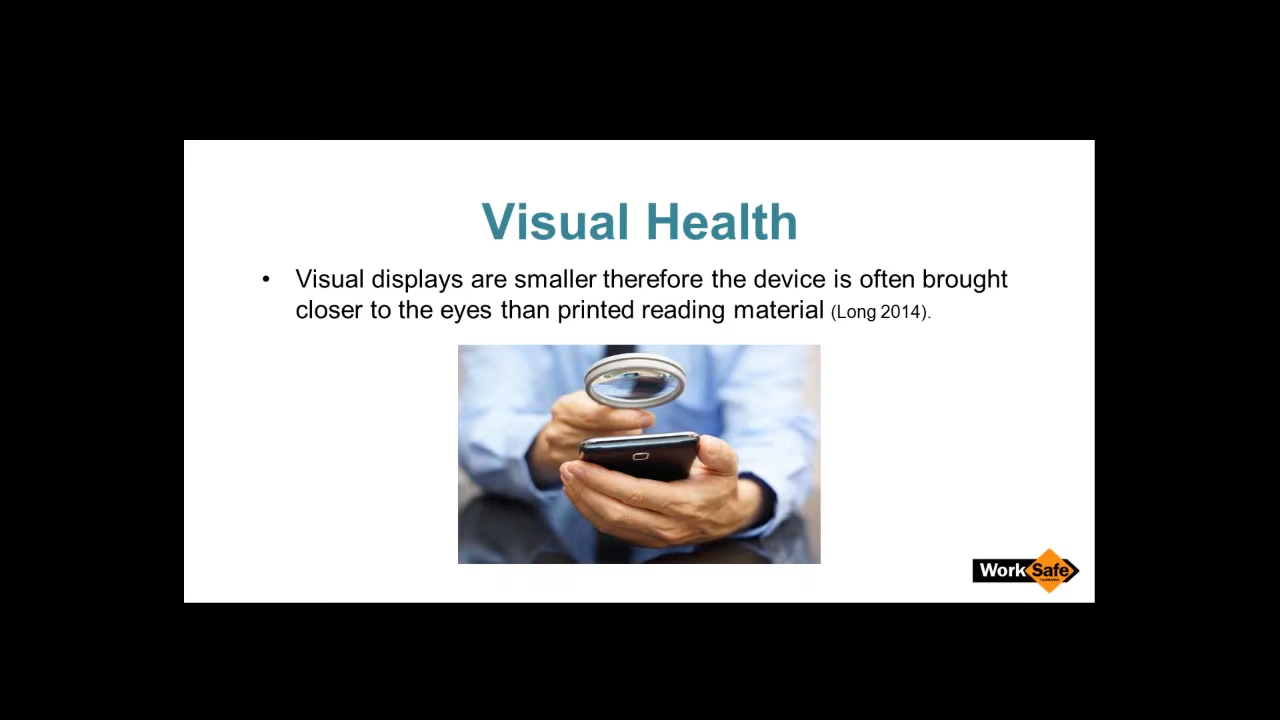 Visual Health
• Visual displays are smaller therefore the device is often brought
closer to the eyes than printed reading material (Long 2014).
WorkSafe